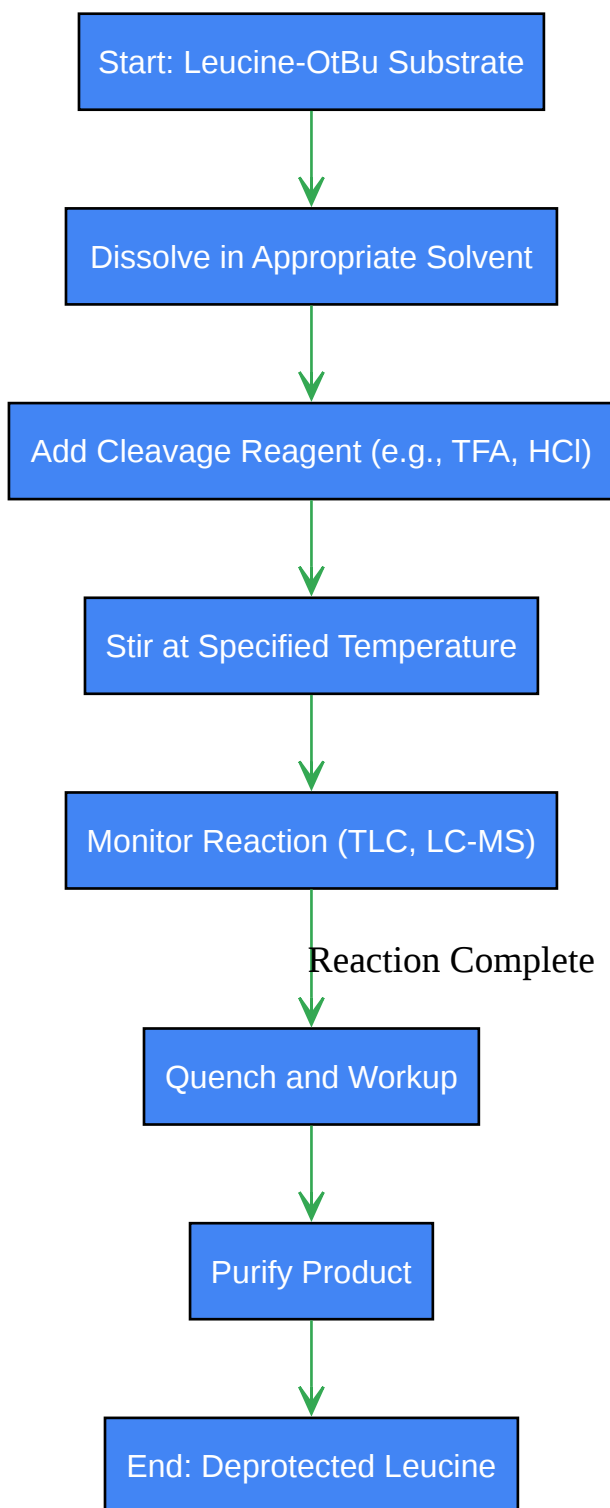 Start: Leucine-OtBu Substrate
Dissolve in Appropriate Solvent
Add Cleavage Reagent (e.g., TFA, HCl)
Stir at Specified Temperature
Monitor Reaction (TLC, LC-MS)
Reaction Complete
Quench and Workup
Purify Product
End: Deprotected Leucine